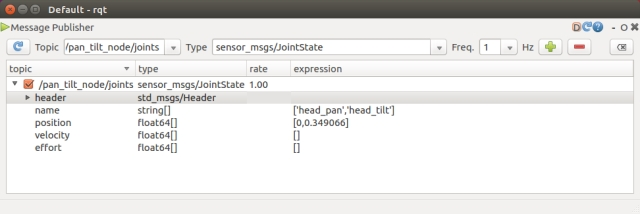 Default - rqt
Message Publisher
D C ? - O
Topic /pan_tilt_node/joints Type sensor_msgs/JointState Freq. 1 Hz
topic type rate expression
/pan_tilt_node/joints sensor_msgs/JointState 1.00
header std_msgs/Header
name string[] ['head_pan','head_tilt']
position float64[] [0,0.349066]
velocity float64[] []
effort float64[] []